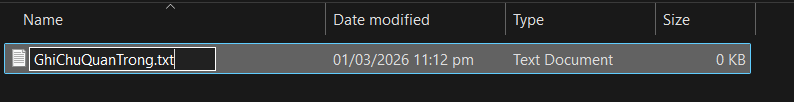 Name Date modified Type Size
GhiChuQuanTrong.txt 01/03/2026 11:12 pm Text Document 0 KB